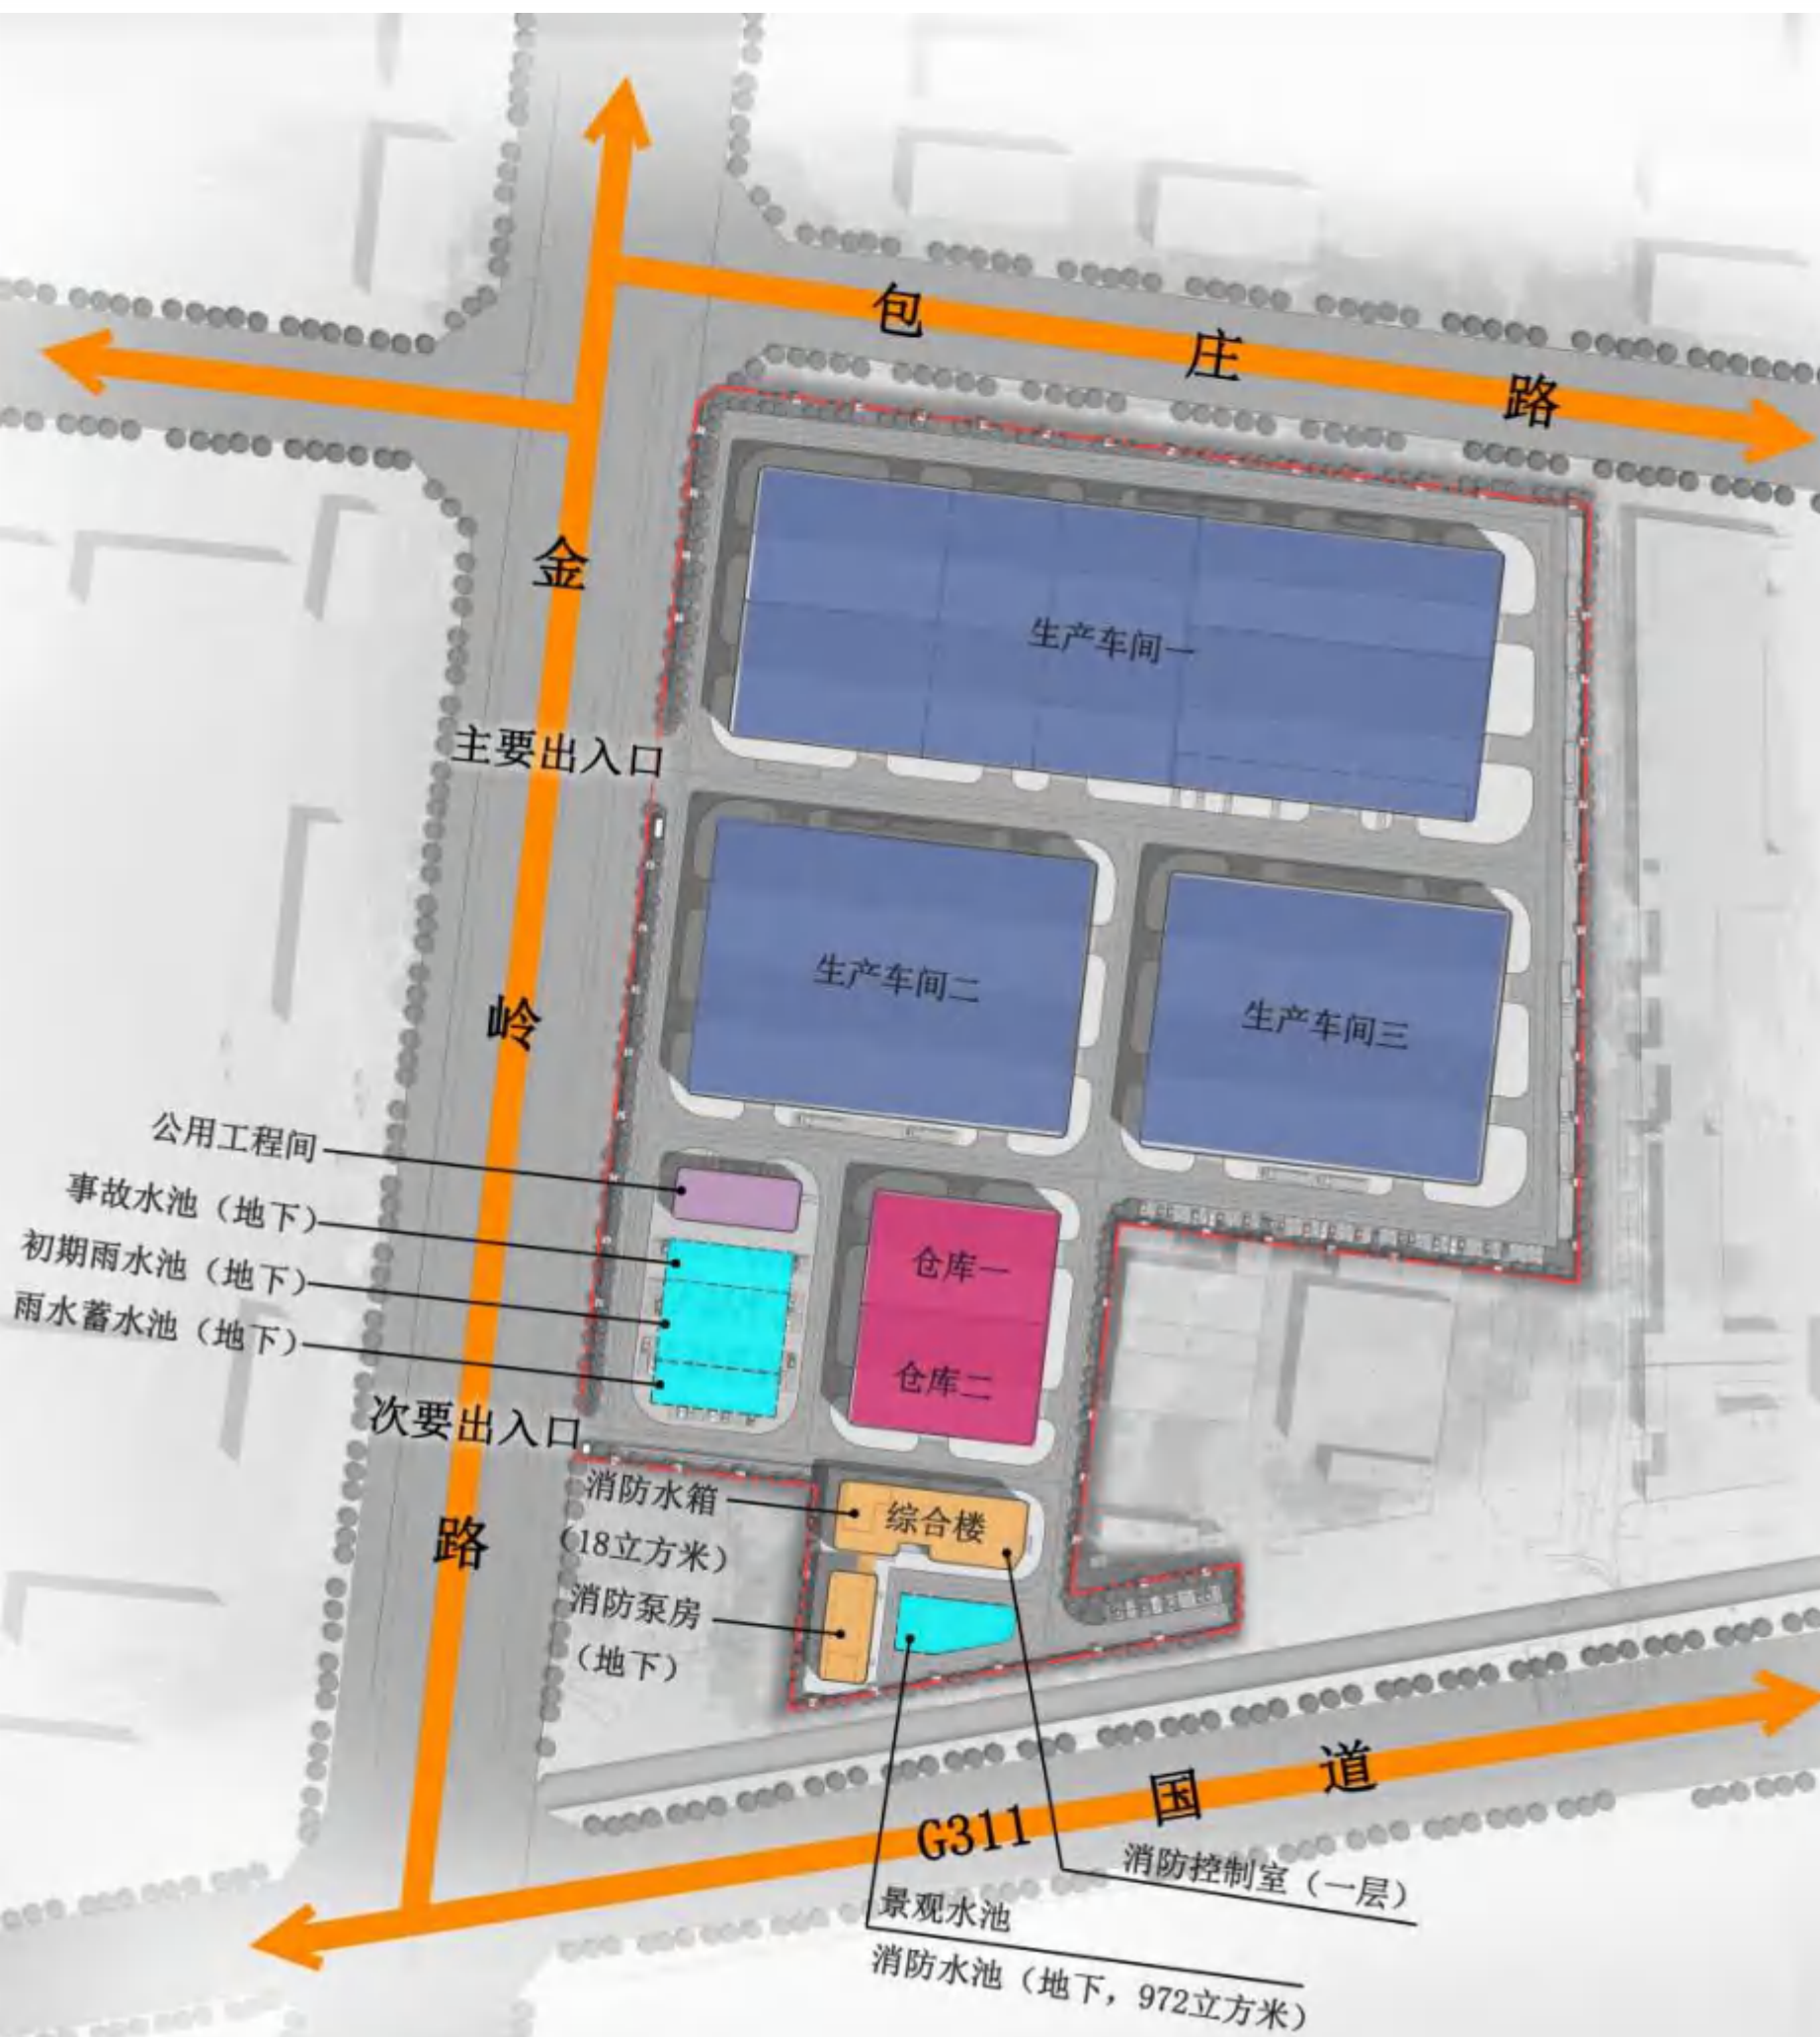 包庄路
金岭路
生产车间一
主要出入口
生产车间二
生产车间三
公用工程间
事故水池（地下）
初期雨水池（地下）
雨水蓄水池（地下）
仓库一
仓库二
次要出入口
消防水箱
（18立方米）
综合楼
消防泵房
（地下）
G311国道
消防控制室（一层）
景观水池
消防水池（地下，972立方米）